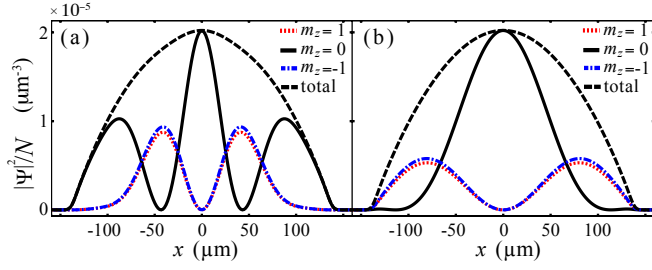 × 10⁻⁵
2
1
0
|Ψ|²/N (μm⁻³)
(a)
m_z = 1
m_z = 0
m_z = -1
total
-100 -50 0 50 100
x (μm)
(b)
m_z = 1
m_z = 0
m_z = -1
total
-100 -50 0 50 100
x (μm)